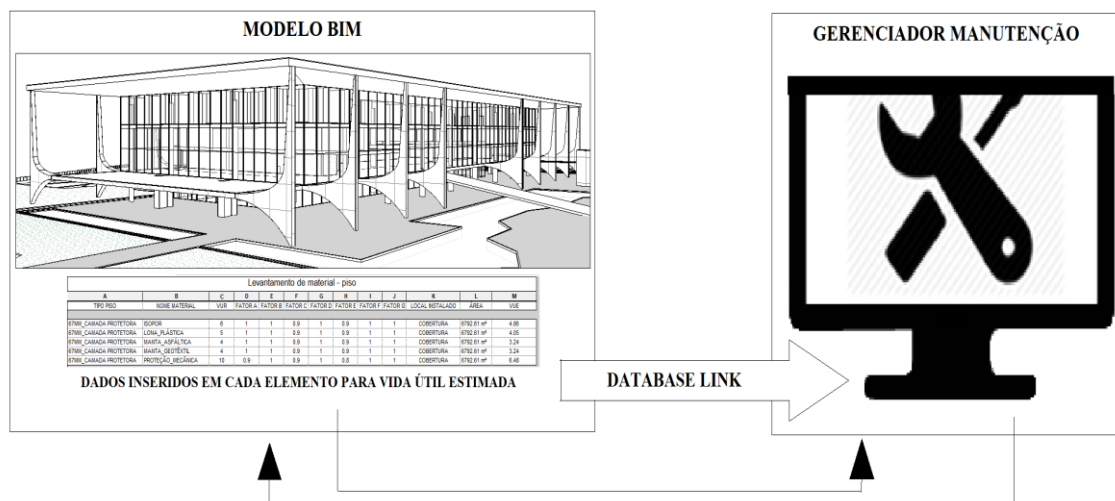 MODELO BIM
GERENCIADOR MANUTENÇÃO
Levantamento de material - piso
A B C D E F G H I J K L M
TIPO PISO NOME MATERIAL VUR FATOR A FATOR B FATOR C FATOR D FATOR E FATOR F FATOR G LOCAL INSTALADO ÁREA VUE
67MM_CAMADA PROTETORA ISOPOR 6 1 1 0.9 1 0.9 1 1 COBERTURA 6792.61 m² 4.86
67MM_CAMADA PROTETORA LONA_PLÁSTICA 5 1 1 0.9 1 0.9 1 1 COBERTURA 6792.61 m² 4.05
67MM_CAMADA PROTETORA MANTA_ASFÁLTICA 4 1 1 0.9 1 0.9 1 1 COBERTURA 6792.61 m² 3.24
67MM_CAMADA PROTETORA MANTA_GEOTÊXTIL 4 1 1 0.9 1 0.9 1 1 COBERTURA 6792.61 m² 3.24
67MM_CAMADA PROTETORA PROTEÇÃO_MECÂNICA 10 0.9 1 0.9 1 0.8 1 1 COBERTURA 6792.61 m² 6.48
DADOS INSERIDOS EM CADA ELEMENTO PARA VIDA ÚTIL ESTIMADA
DATABASE LINK